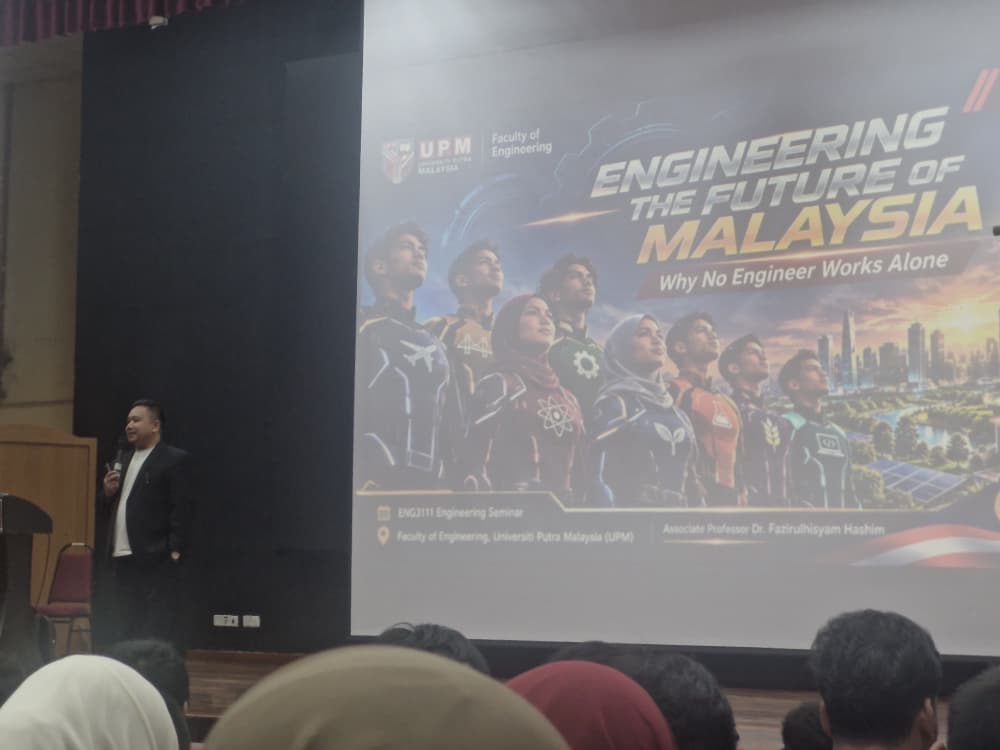 UPM
UNIVERSITI PUTRA
MALAYSIA
Faculty of
Engineering
ENGINEERING
THE FUTURE OF
MALAYSIA
Why No Engineer Works Alone
</>
ENG3111 Engineering Seminar
Faculty of Engineering, Universiti Putra Malaysia (UPM)
Associate Professor Dr. Fazirulhisyam Hashim